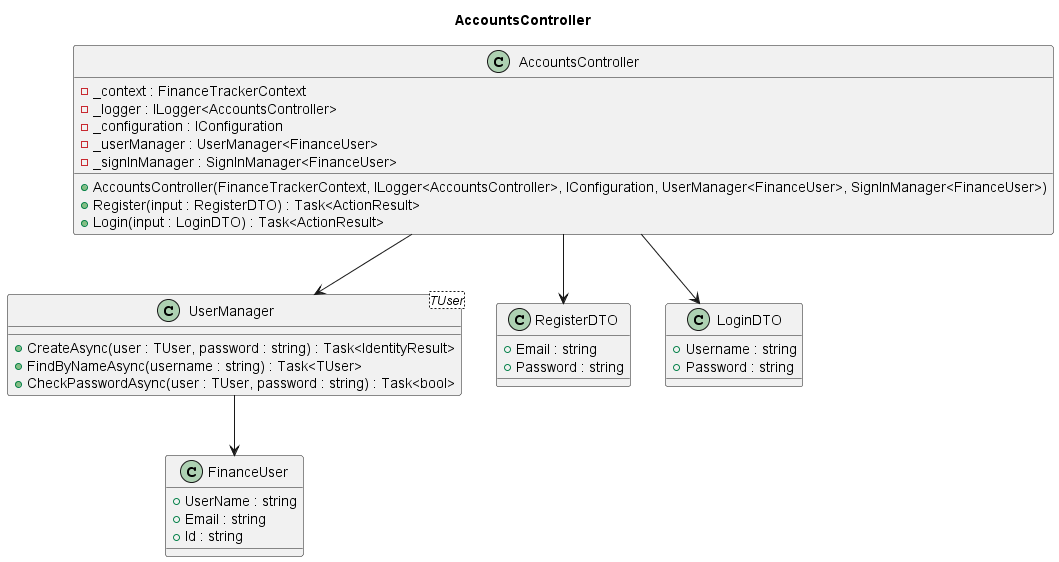 AccountsController
C AccountsController
_context : FinanceTrackerContext
_logger : ILogger<AccountsController>
_configuration : IConfiguration
_userManager : UserManager<FinanceUser>
_signInManager : SignInManager<FinanceUser>
AccountsController(FinanceTrackerContext, ILogger<AccountsController>, IConfiguration, UserManager<FinanceUser>, SignInManager<FinanceUser>)
Register(input : RegisterDTO) : Task<ActionResult>
Login(input : LoginDTO) : Task<ActionResult>
C UserManager
TUser
CreateAsync(user : TUser, password : string) : Task<IdentityResult>
FindByNameAsync(username : string) : Task<TUser>
CheckPasswordAsync(user : TUser, password : string) : Task<bool>
C RegisterDTO
Email : string
Password : string
C LoginDTO
Username : string
Password : string
C FinanceUser
UserName : string
Email : string
Id : string